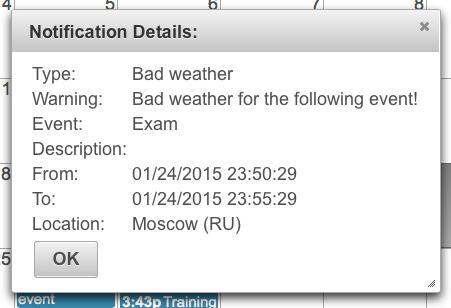 4 5 6 7 8
Notification Details:
Type: Bad weather
1
Warning: Bad weather for the following event!
Event: Exam
Description:
8
From: 01/24/2015 23:50:29
To: 01/24/2015 23:55:29
Location: Moscow (RU)
25
OK
event 3:43p Training